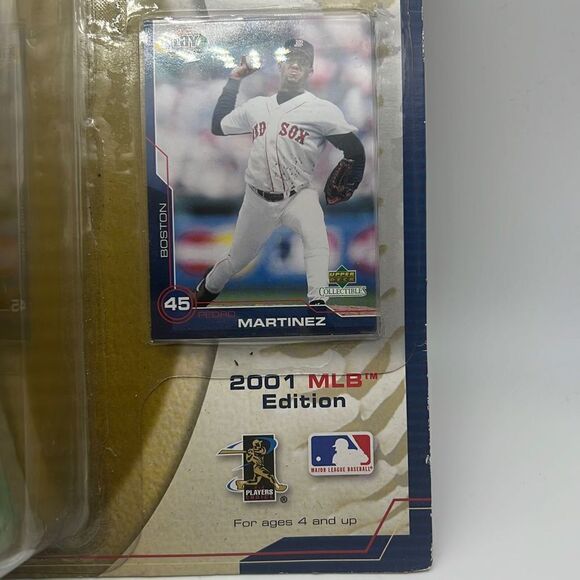 RED SOX
BOSTON
UPPER DECK
COLLECTIBLES
45
PEDRO
MARTINEZ
2001 MLB™
Edition
PLAYERS
CHOICE
®
MAJOR LEAGUE BASEBALL®
For ages 4 and up